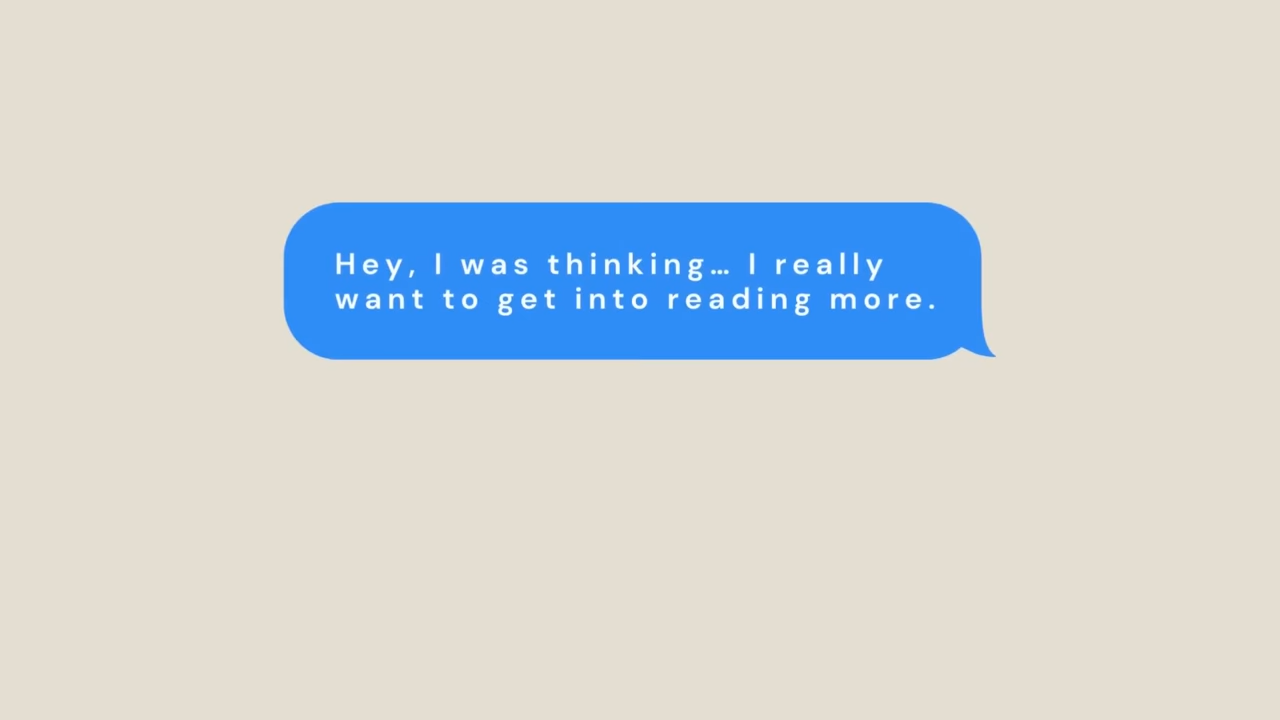 Hey, I was thinking… I really
want to get into reading more.